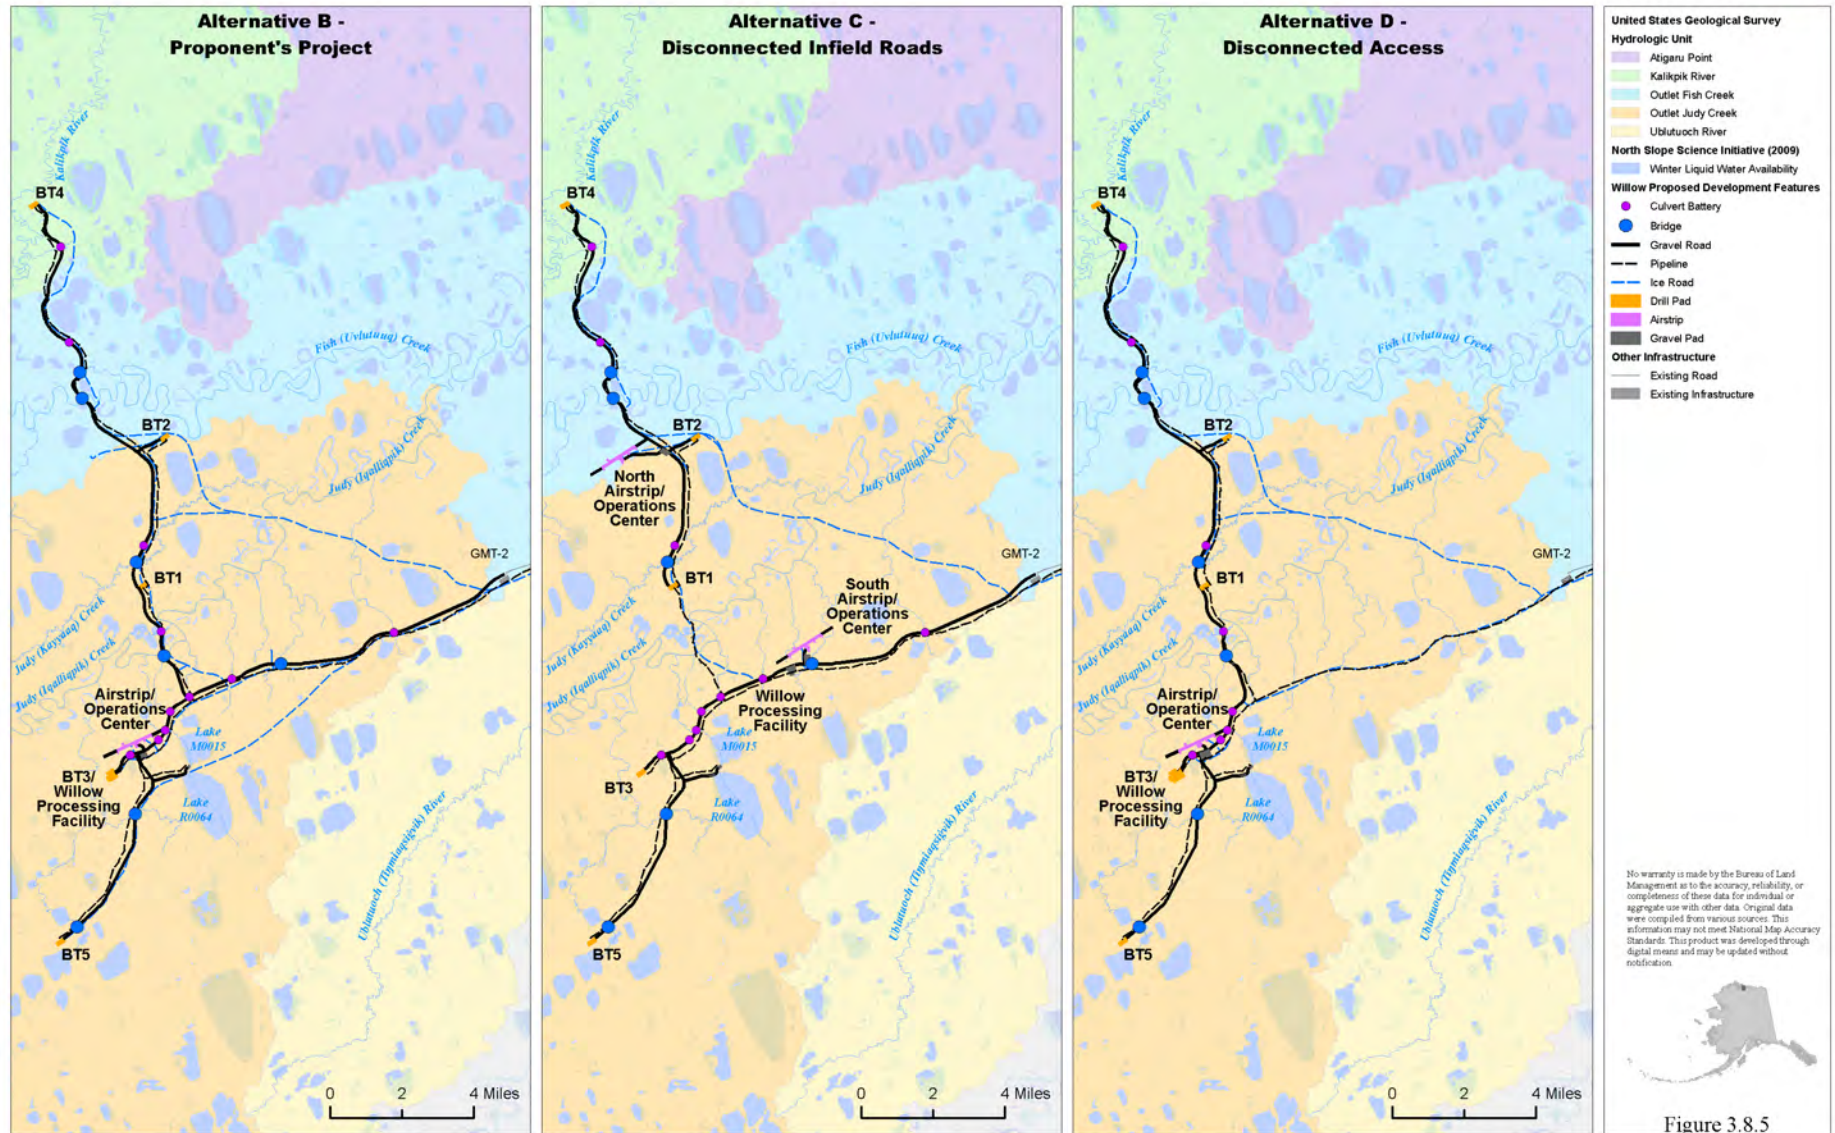 Alternative B -
Proponent's Project
Kalikpik River
BT4
Fish (Uvlutuuq) Creek
BT2
Judy (Iqalliqpik) Creek
GMT-2
BT1
Judy (Kayyaaq) Creek
Judy (Iqalliqpik) Creek
Airstrip/
Operations
Center
Lake
M0015
BT3/
Willow
Processing
Facility
Lake
R0064
Ublutuoch (Tiŋmiaqsiġvik) River
BT5
0 2 4 Miles
Alternative C -
Disconnected Infield Roads
Kalikpik River
BT4
Fish (Uvlutuuq) Creek
BT2
North
Airstrip/
Operations
Center
Judy (Iqalliqpik) Creek
GMT-2
BT1
South
Airstrip/
Operations
Center
Judy (Kayyaaq) Creek
Judy (Iqalliqpik) Creek
Willow
Processing
Facility
Lake
M0015
BT3
Lake
R0064
Ublutuoch (Tiŋmiaqsiġvik) River
BT5
0 2 4 Miles
Alternative D -
Disconnected Access
Kalikpik River
BT4
Fish (Uvlutuuq) Creek
BT2
Judy (Iqalliqpik) Creek
GMT-2
BT1
Judy (Kayyaaq) Creek
Judy (Iqalliqpik) Creek
Airstrip/
Operations
Center
Lake
M0015
BT3/
Willow
Processing
Facility
Lake
R0064
Ublutuoch (Tiŋmiaqsiġvik) River
BT5
0 2 4 Miles
United States Geological Survey
Hydrologic Unit
Atigaru Point
Kalikpik River
Outlet Fish Creek
Outlet Judy Creek
Ublutuoch River
North Slope Science Initiative (2009)
Winter Liquid Water Availability
Willow Proposed Development Features
Culvert Battery
Bridge
Gravel Road
Pipeline
Ice Road
Drill Pad
Airstrip
Gravel Pad
Other Infrastructure
Existing Road
Existing Infrastructure
No warranty is made by the Bureau of Land
Management as to the accuracy, reliability, or
completeness of these data for individual or
aggregate use with other data. Original data
were compiled from various sources. This
information may not meet National Map Accuracy
Standards. This product was developed through
digital means and may be updated without
notification.
Figure 3.8.5